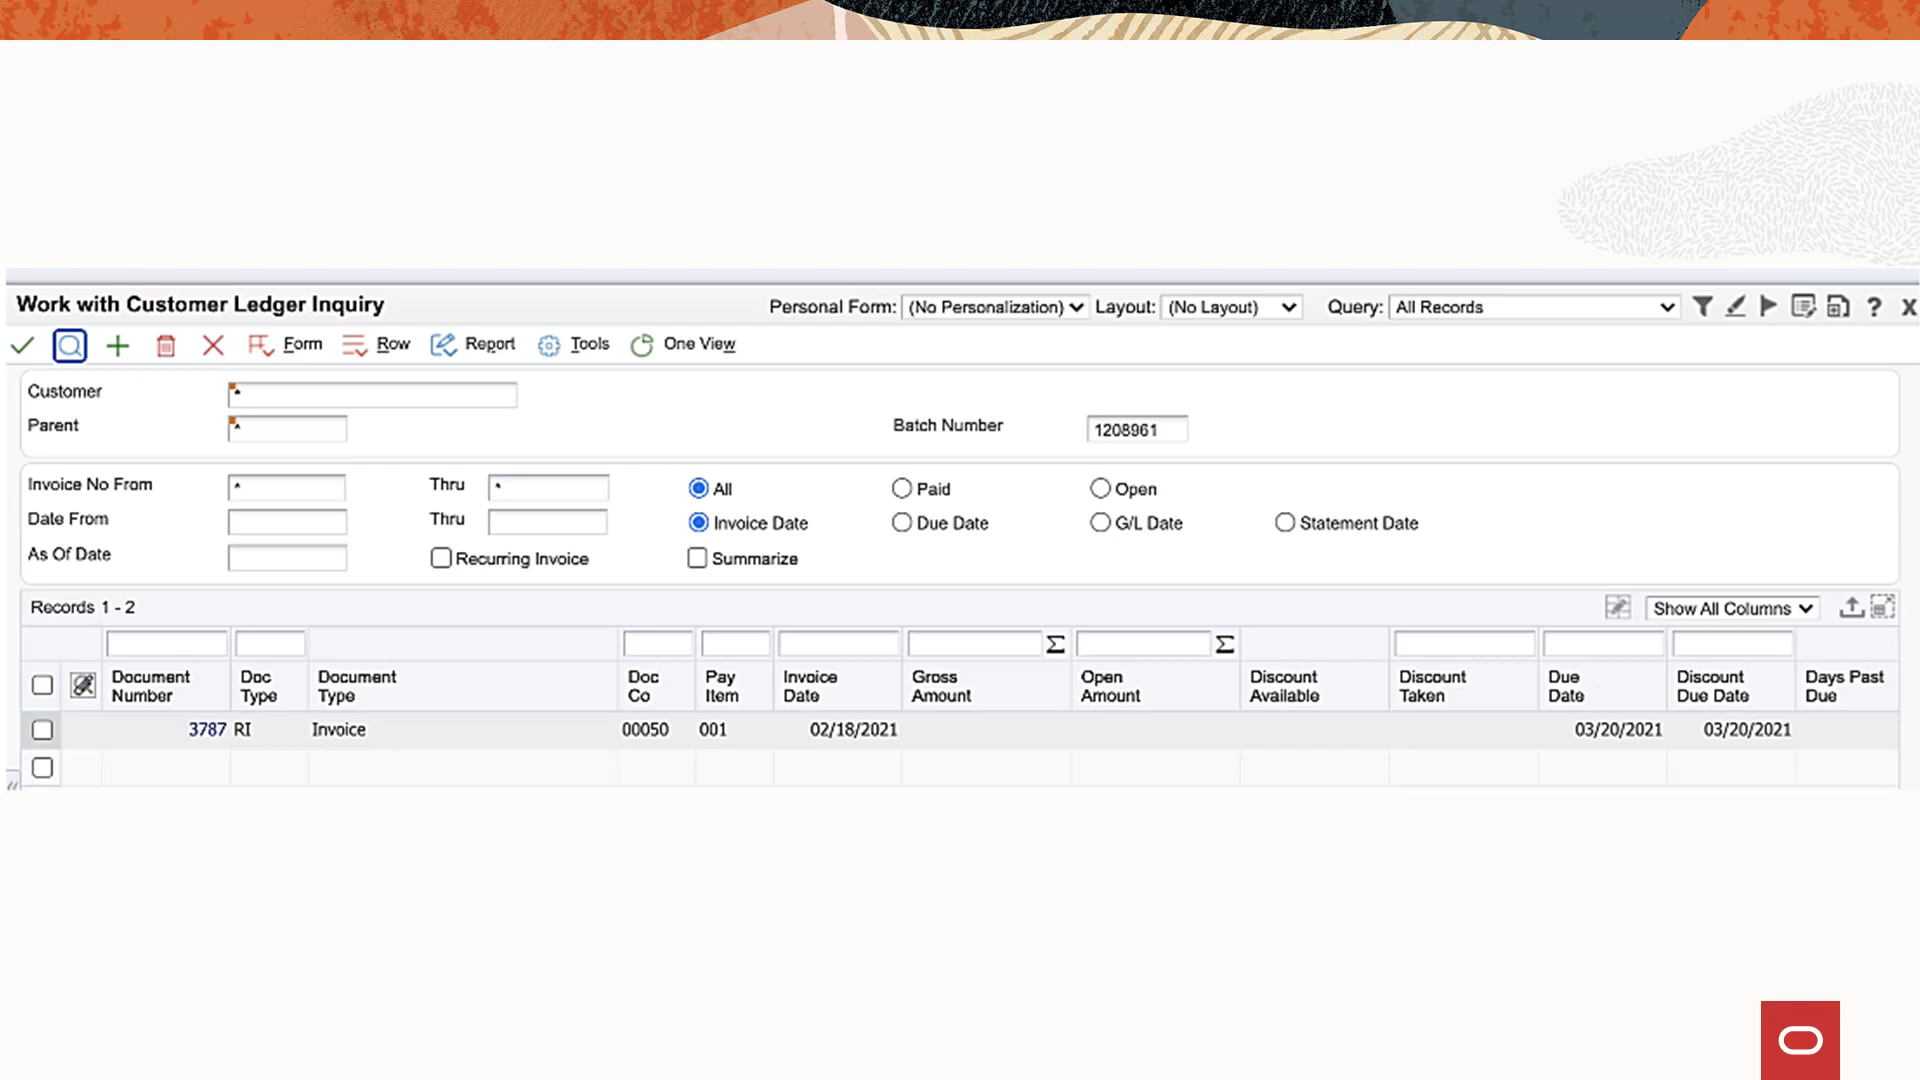 Work with Customer Ledger Inquiry Personal Form: (No Personalization) Layout: (No Layout) Query: All Records ? X
Form Row Report Tools One View
Customer *
Parent * Batch Number 1208961
Invoice No From * Thru * All Paid Open
Date From Thru Invoice Date Due Date G/L Date Statement Date
As Of Date Recurring Invoice Summarize
Records 1 - 2 Show All Columns
Σ Σ
Document Number Doc Type Document Type Doc Co Pay Item Invoice Date Gross Amount Open Amount Discount Available Discount Taken Due Date Discount Due Date Days Past Due
3787 RI Invoice 00050 001 02/18/2021 03/20/2021 03/20/2021